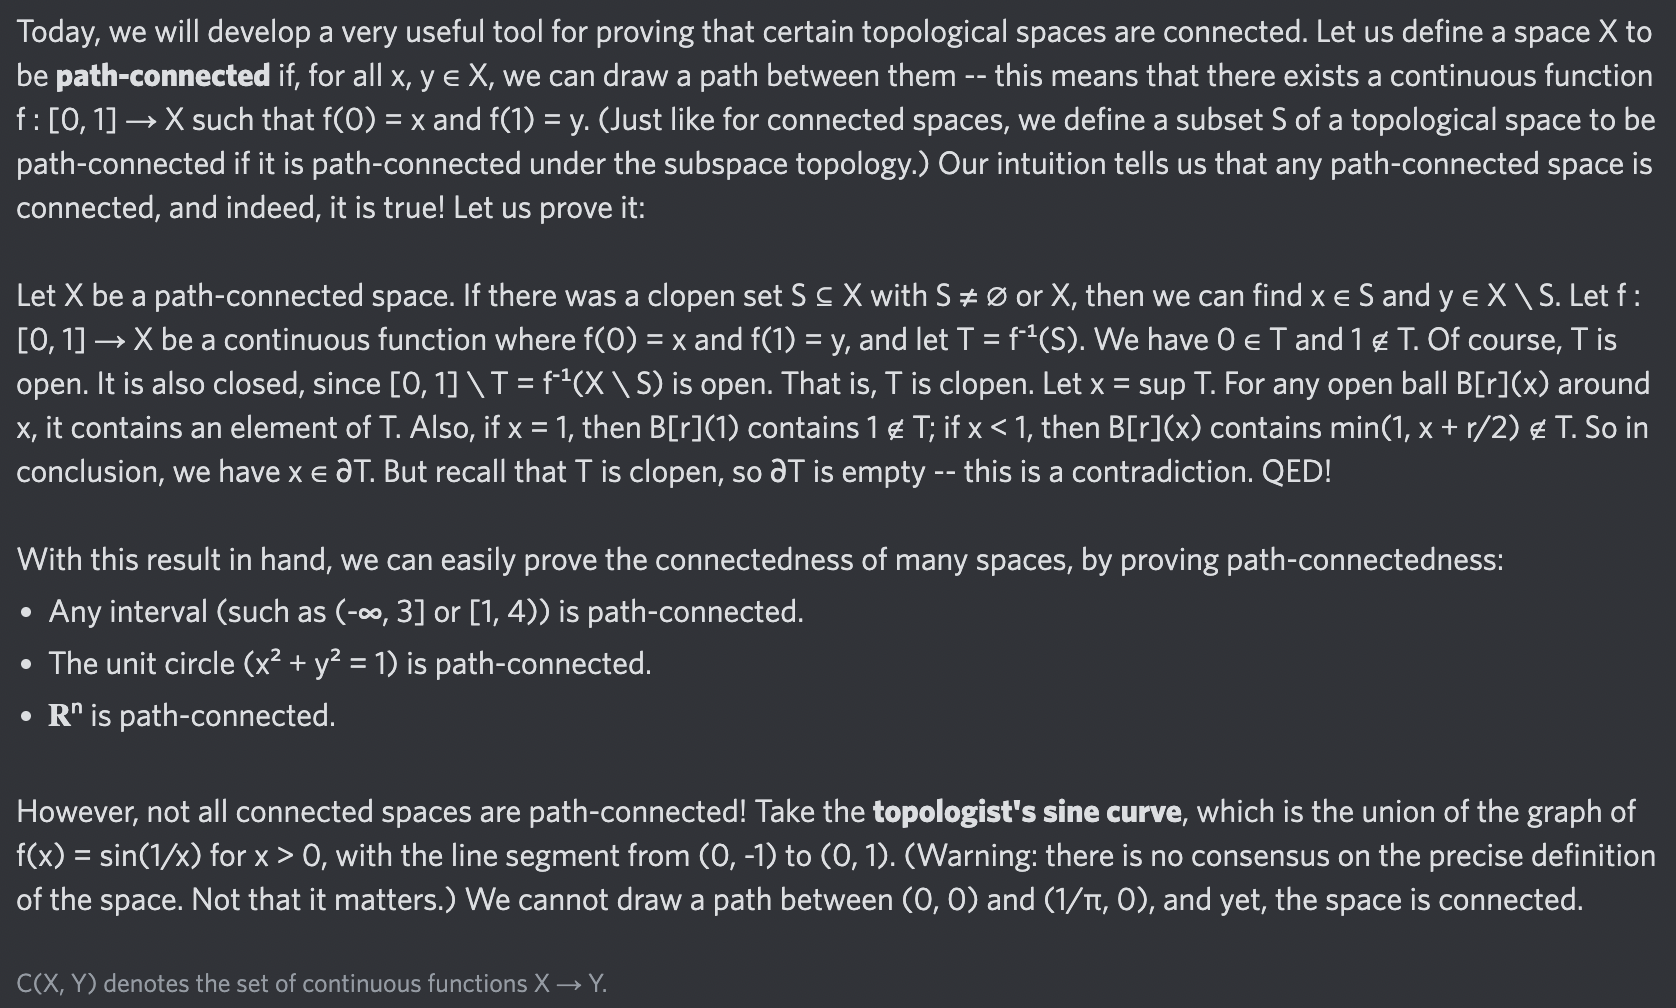 Today, we will develop a very useful tool for proving that certain topological spaces are connected. Let us define a space X to
be path-connected if, for all x, y ∈ X, we can draw a path between them -- this means that there exists a continuous function
f : [0, 1] → X such that f(0) = x and f(1) = y. (Just like for connected spaces, we define a subset S of a topological space to be
path-connected if it is path-connected under the subspace topology.) Our intuition tells us that any path-connected space is
connected, and indeed, it is true! Let us prove it:
Let X be a path-connected space. If there was a clopen set S ⊆ X with S ≠ ∅ or X, then we can find x ∈ S and y ∈ X \ S. Let f :
[0, 1] → X be a continuous function where f(0) = x and f(1) = y, and let T = f⁻¹(S). We have 0 ∈ T and 1 ∉ T. Of course, T is
open. It is also closed, since [0, 1] \ T = f⁻¹(X \ S) is open. That is, T is clopen. Let x = sup T. For any open ball B[r](x) around
x, it contains an element of T. Also, if x = 1, then B[r](1) contains 1 ∉ T; if x < 1, then B[r](x) contains min(1, x + r/2) ∉ T. So in
conclusion, we have x ∈ ∂T. But recall that T is clopen, so ∂T is empty -- this is a contradiction. QED!
With this result in hand, we can easily prove the connectedness of many spaces, by proving path-connectedness:
• Any interval (such as (-∞, 3] or [1, 4)) is path-connected.
• The unit circle (x² + y² = 1) is path-connected.
• 𝐑ⁿ is path-connected.
However, not all connected spaces are path-connected! Take the topologist's sine curve, which is the union of the graph of
f(x) = sin(1/x) for x > 0, with the line segment from (0, -1) to (0, 1). (Warning: there is no consensus on the precise definition
of the space. Not that it matters.) We cannot draw a path between (0, 0) and (1/π, 0), and yet, the space is connected.
C(X, Y) denotes the set of continuous functions X → Y.